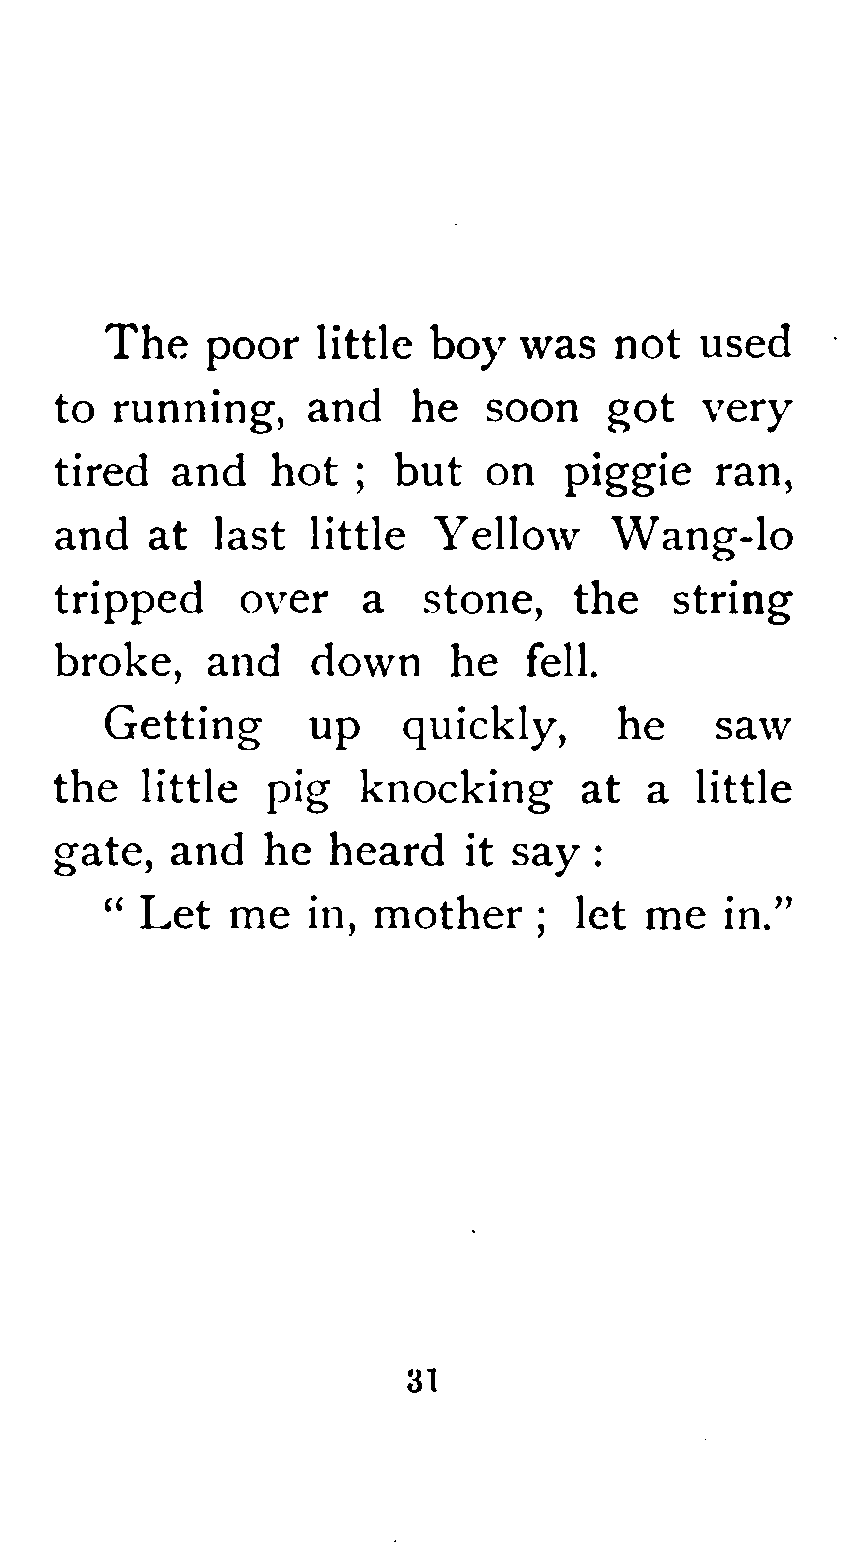 The poor little boy was not used
to running, and he soon got very
tired and hot ; but on piggie ran,
and at last little Yellow Wang-lo
tripped over a stone, the string
broke, and down he fell.
Getting up quickly, he saw
the little pig knocking at a little
gate, and he heard it say :
“ Let me in, mother ; let me in.”
31